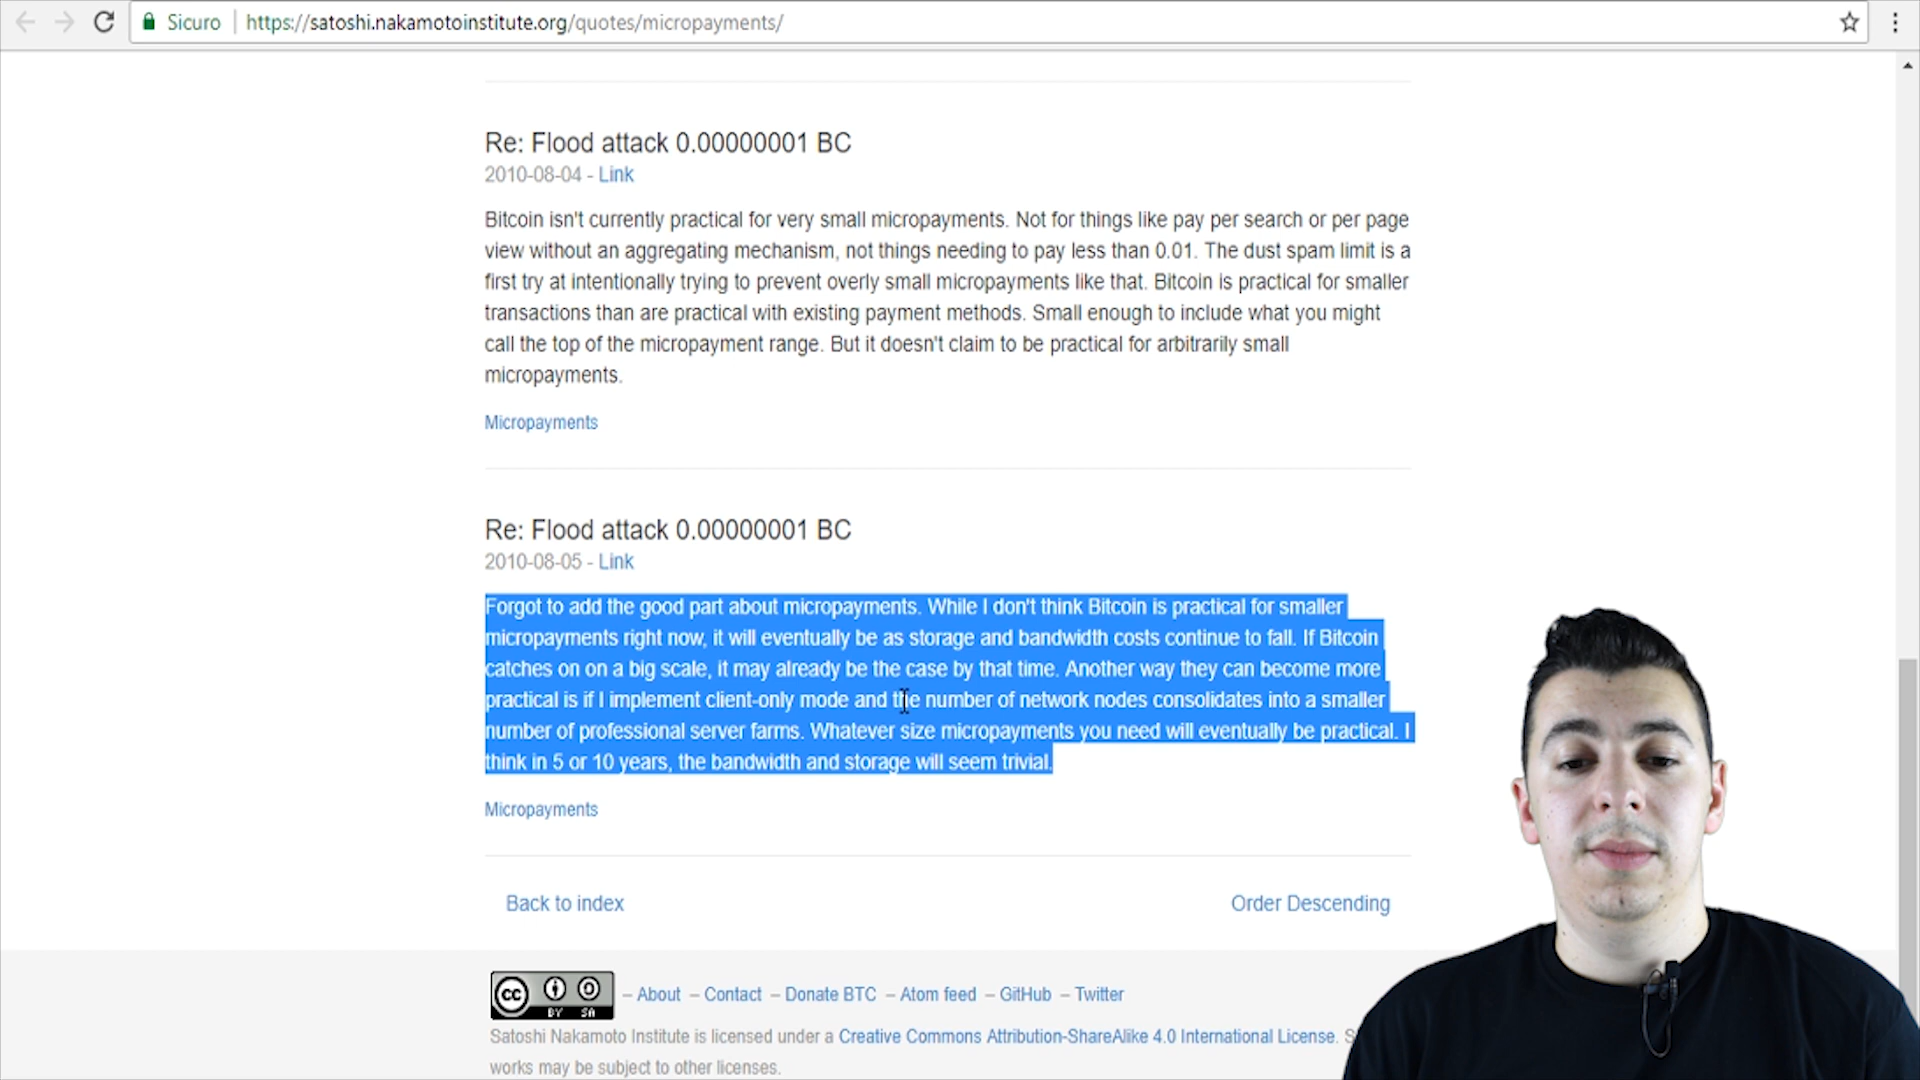 Sicuro https://satoshi.nakamotoinstitute.org/quotes/micropayments/
Re: Flood attack 0.00000001 BC
2010-08-04 - Link
Bitcoin isn't currently practical for very small micropayments. Not for things like pay per search or per page
view without an aggregating mechanism, not things needing to pay less than 0.01. The dust spam limit is a
first try at intentionally trying to prevent overly small micropayments like that. Bitcoin is practical for smaller
transactions than are practical with existing payment methods. Small enough to include what you might
call the top of the micropayment range. But it doesn't claim to be practical for arbitrarily small
micropayments.
Micropayments
Re: Flood attack 0.00000001 BC
2010-08-05 - Link
Forgot to add the good part about micropayments. While I don't think Bitcoin is practical for smaller
micropayments right now, it will eventually be as storage and bandwidth costs continue to fall. If Bitcoin
catches on on a big scale, it may already be the case by that time. Another way they can become more
practical is if I implement client-only mode and the number of network nodes consolidates into a smaller
number of professional server farms. Whatever size micropayments you need will eventually be practical. I
think in 5 or 10 years, the bandwidth and storage will seem trivial.
Micropayments
Back to index Order Descending
cc BY SA – About – Contact – Donate BTC – Atom feed – GitHub – Twitter
Satoshi Nakamoto Institute is licensed under a Creative Commons Attribution-ShareAlike 4.0 International License. S
works may be subject to other licenses.